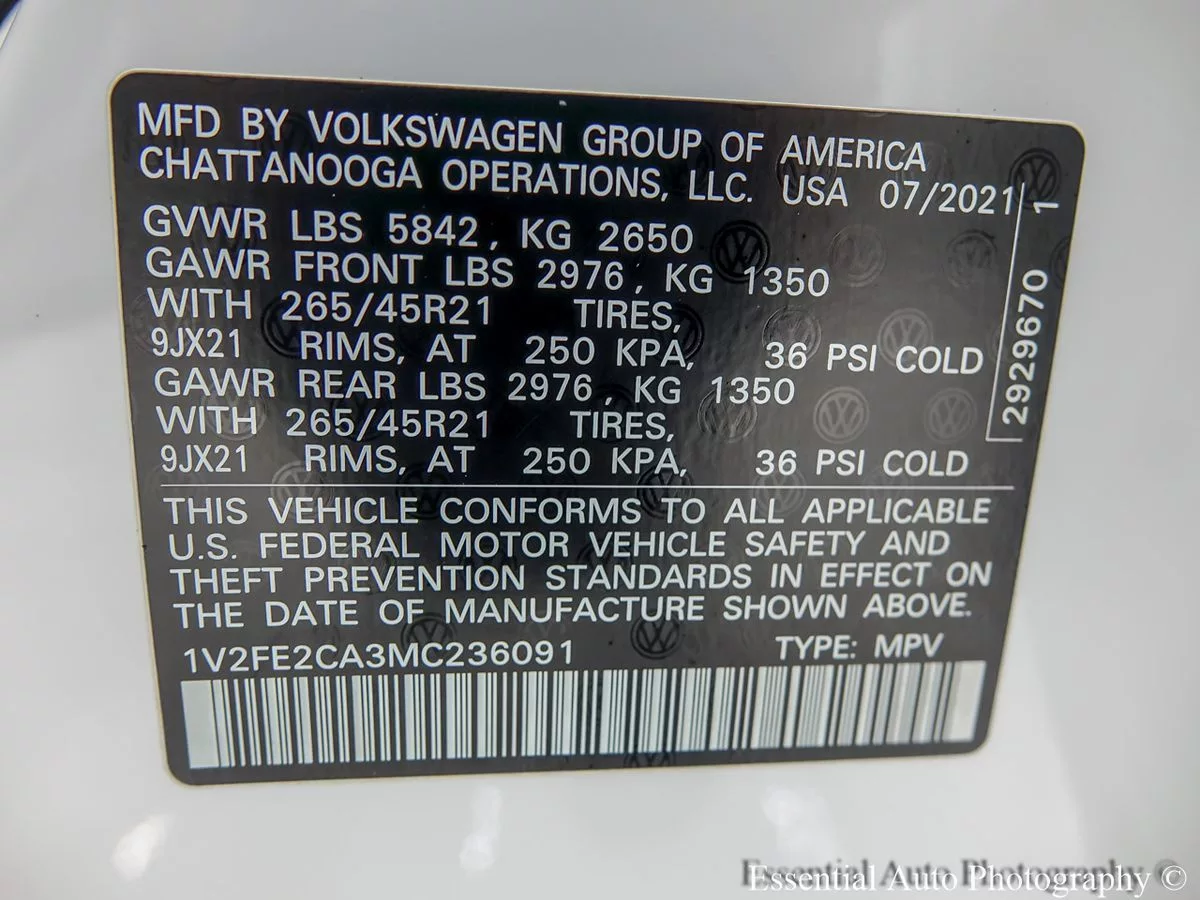 MFD BY VOLKSWAGEN GROUP OF AMERICA
CHATTANOOGA OPERATIONS, LLC. USA 07/2021
GVWR LBS 5842, KG 2650
GAWR FRONT LBS 2976, KG 1350
WITH 265/45R21 TIRES,
9JX21 RIMS, AT 250 KPA, 36 PSI COLD
GAWR REAR LBS 2976, KG 1350
WITH 265/45R21 TIRES,
9JX21 RIMS, AT 250 KPA, 36 PSI COLD
2929670 1
THIS VEHICLE CONFORMS TO ALL APPLICABLE
U.S. FEDERAL MOTOR VEHICLE SAFETY AND
THEFT PREVENTION STANDARDS IN EFFECT ON
THE DATE OF MANUFACTURE SHOWN ABOVE.
1V2FE2CA3MC236091 TYPE: MPV
Essential Auto Photography ©